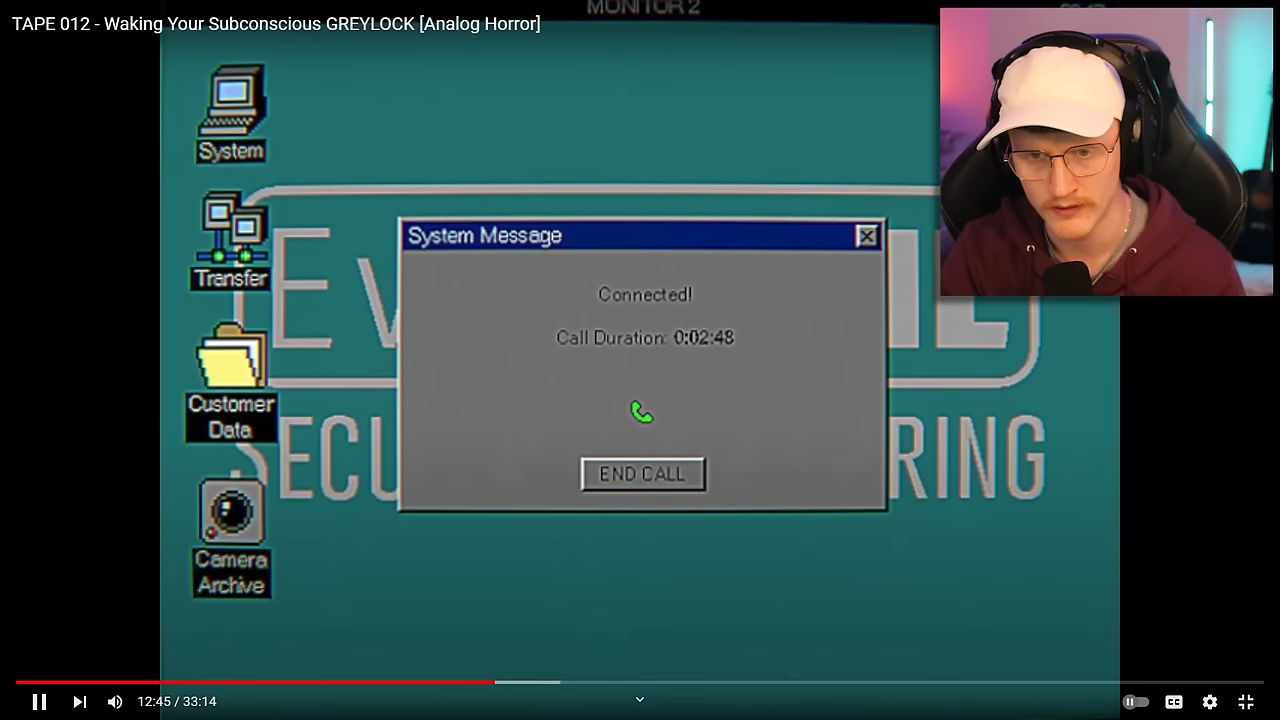 MONITOR 2
TAPE 012 - Waking Your Subconscious GREYLOCK [Analog Horror]
System
Transfer
Customer
Data
Camera
Archive
System Message
Connected!
Call Duration: 0:02:48
END CALL
12:45 / 33:14
CC